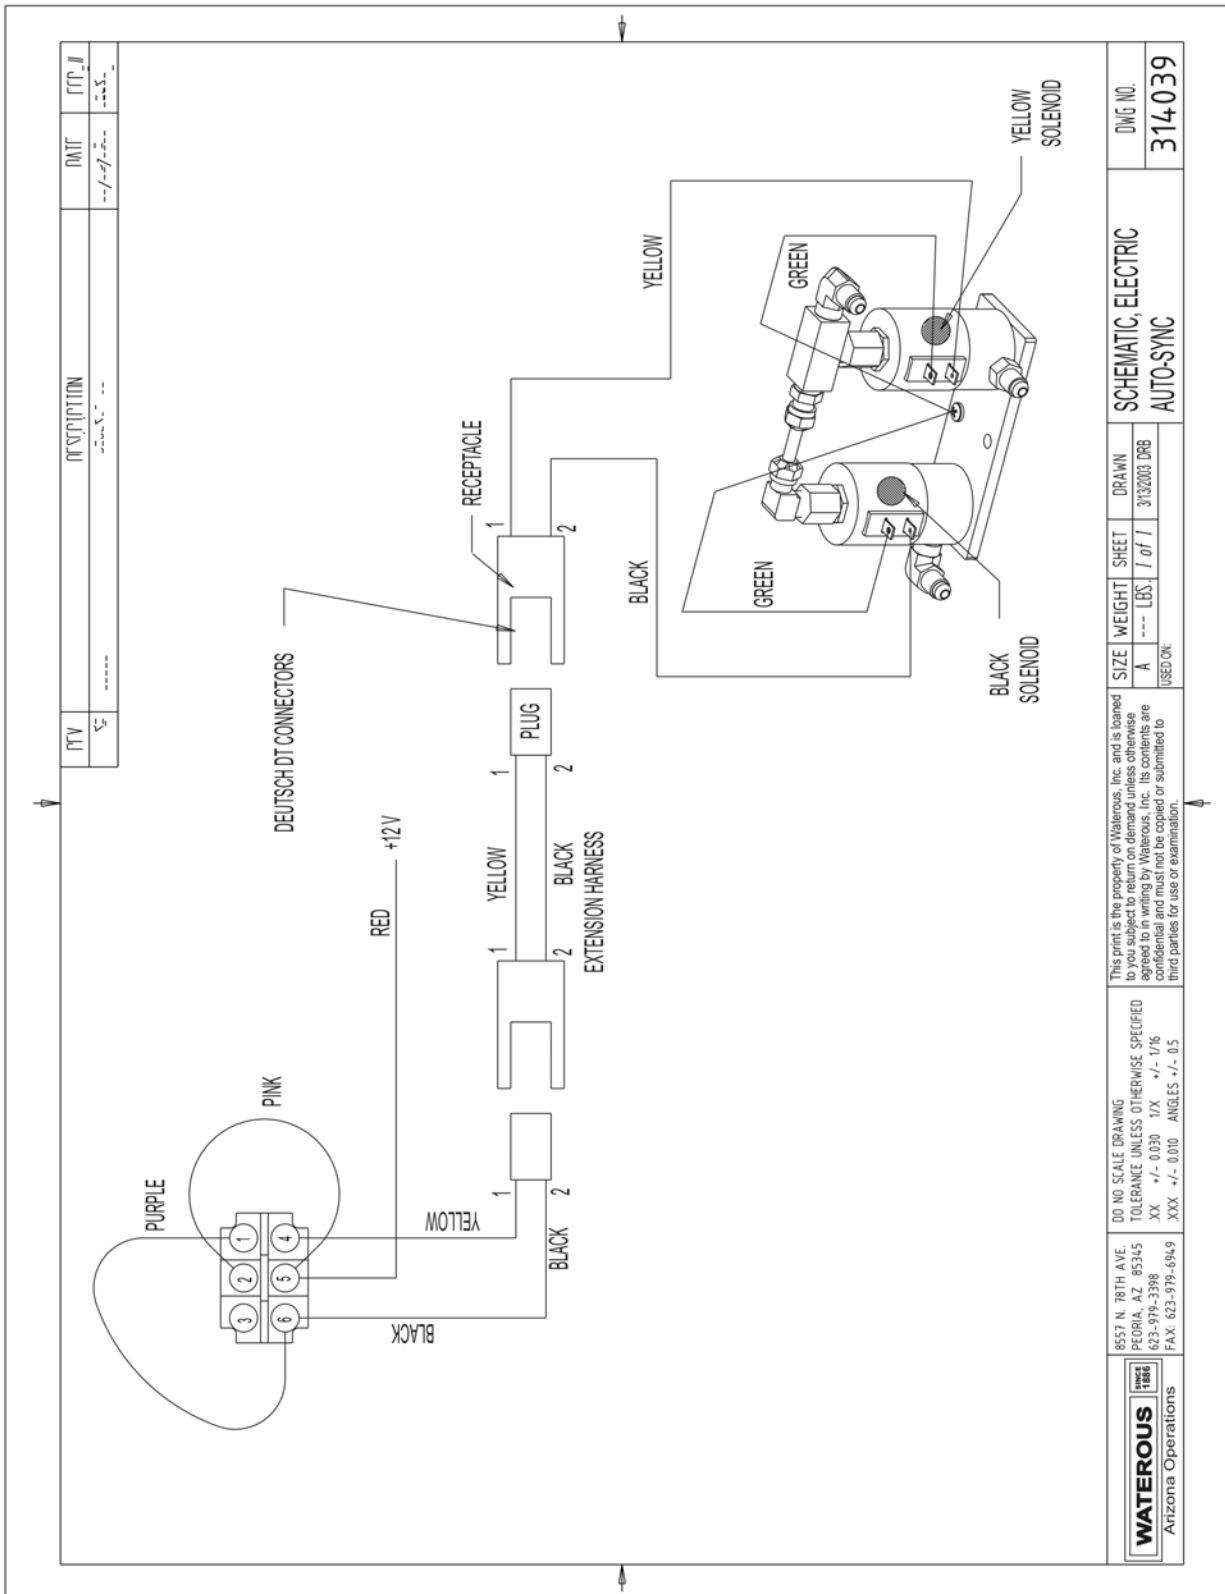 PURPLE
PINK
1
2
3
4
5
6
YELLOW
BLACK
BLACK
1
2
RED
+12V
1
2
YELLOW
BLACK
EXTENSION HARNESS
1
2
PLUG
DEUTSCH DT CONNECTORS
RECEPTACLE
1
2
YELLOW
BLACK
GREEN
GREEN
BLACK
SOLENOID
YELLOW
SOLENOID
WATEROUS
SINCE
1886
Arizona Operations
8557 N. 78TH AVE.
PEORIA, AZ 85345
623-979-3398
FAX: 623-979-6949
DO NO SCALE DRAWING
TOLERANCE UNLESS OTHERWISE SPECIFIED
.XX +/- 0.030 1/X +/- 1/16
.XXX +/- 0.010 ANGLES +/- 0.5
This print is the property of Waterous, Inc. and is loaned
to you subject to return on demand unless otherwise
agreed to in writing by Waterous, Inc. Its contents are
confidential and must not be copied or submitted to
third parties for use or examination.
SIZE WEIGHT SHEET DRAWN
A --- LBS. 1 of 1 3/132003 DRB
USED ON:
SCHEMATIC, ELECTRIC
AUTO-SYNC
DWG NO.
314039